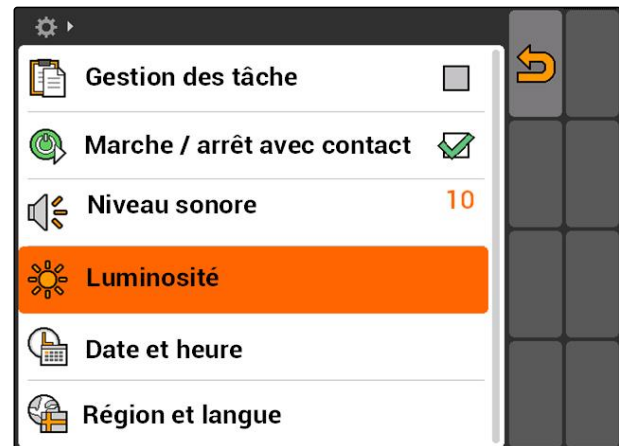 Gestion des tâche
Marche / arrêt avec contact
Niveau sonore 10
Luminosité
Date et heure
Région et langue